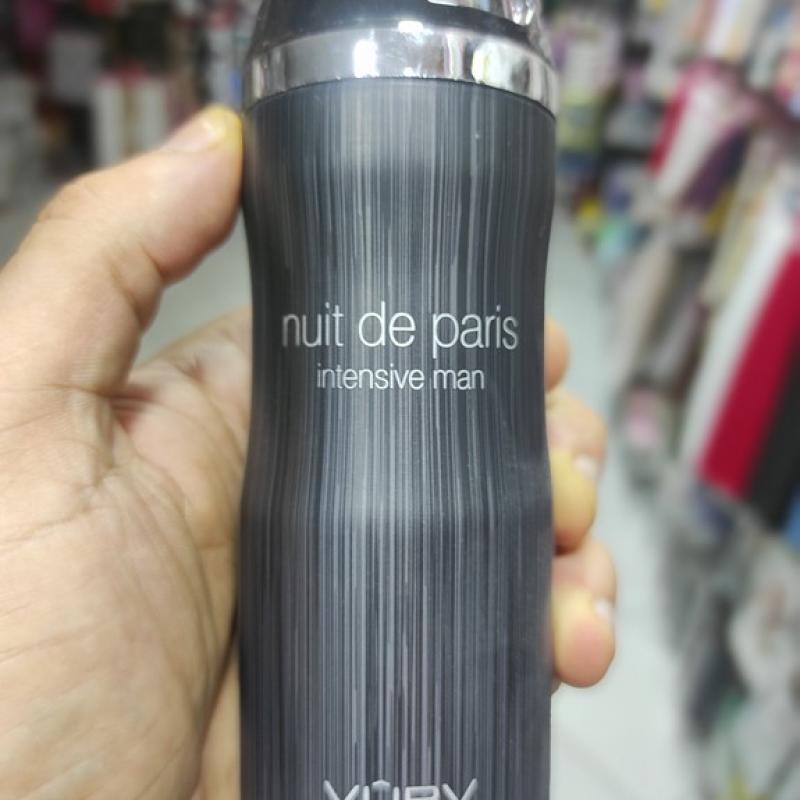 nuit de paris
intensive man